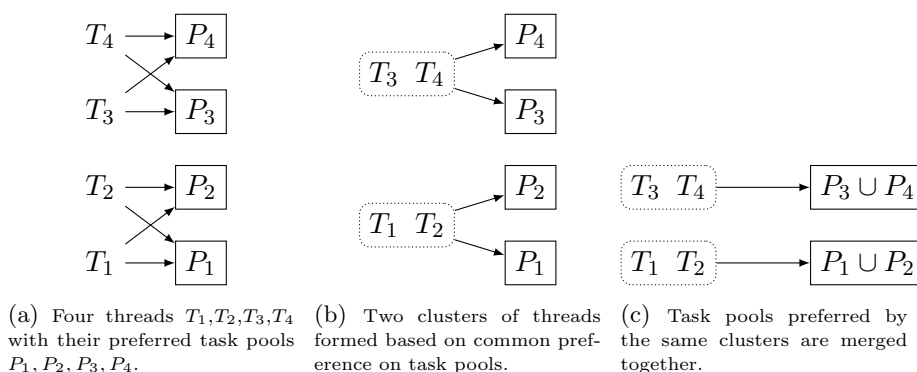 T₄ P₄
T₃ P₃
T₂ P₂
T₁ P₁
(a) Four threads T₁,T₂,T₃,T₄
with their preferred task pools
P₁, P₂, P₃, P₄.
P₄
T₃ T₄
P₃
P₂
T₁ T₂
P₁
(b) Two clusters of threads
formed based on common pref-
erence on task pools.
T₃ T₄ P₃ ∪ P₄
T₁ T₂ P₁ ∪ P₂
(c) Task pools preferred by
the same clusters are merged
together.